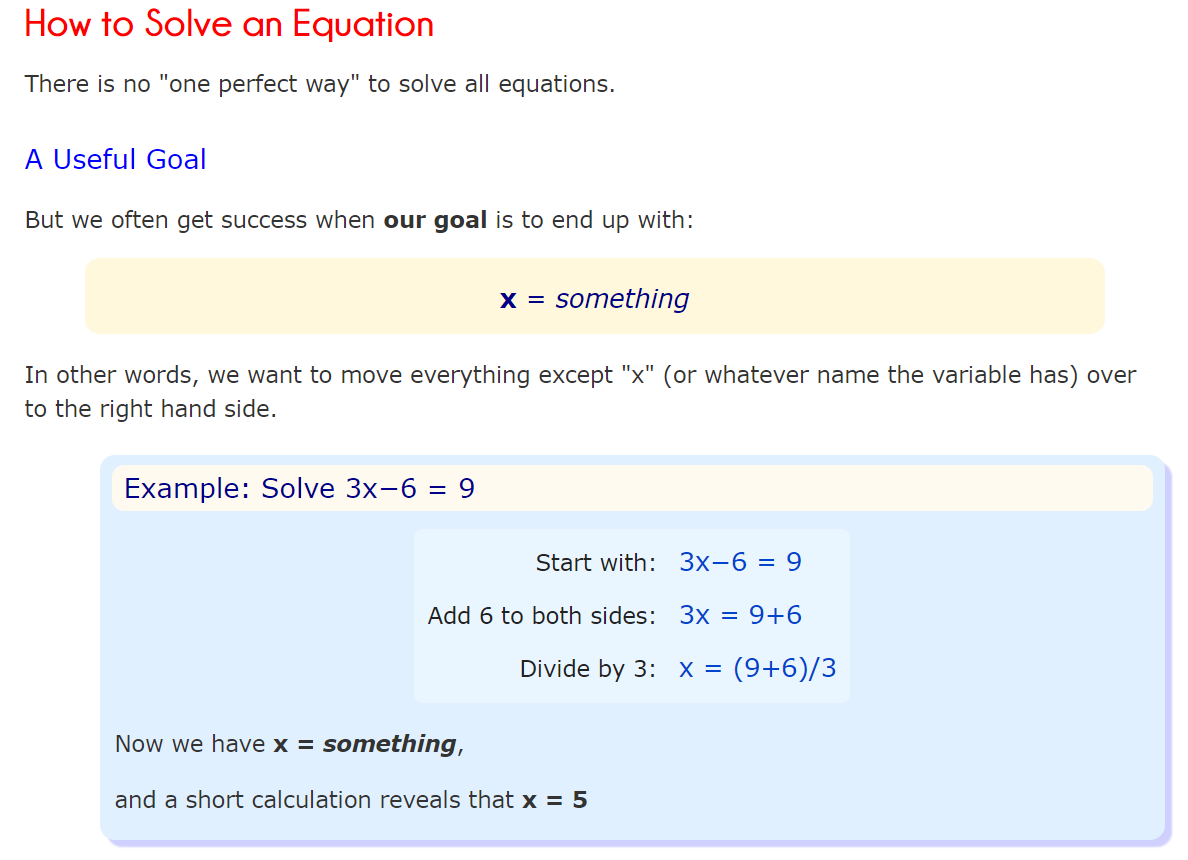 How to Solve an Equation
There is no "one perfect way" to solve all equations.
A Useful Goal
But we often get success when our goal is to end up with:
x = something
In other words, we want to move everything except "x" (or whatever name the variable has) over
to the right hand side.
Example: Solve 3x−6 = 9
Start with: 3x−6 = 9
Add 6 to both sides: 3x = 9+6
Divide by 3: x = (9+6)/3
Now we have x = something,
and a short calculation reveals that x = 5